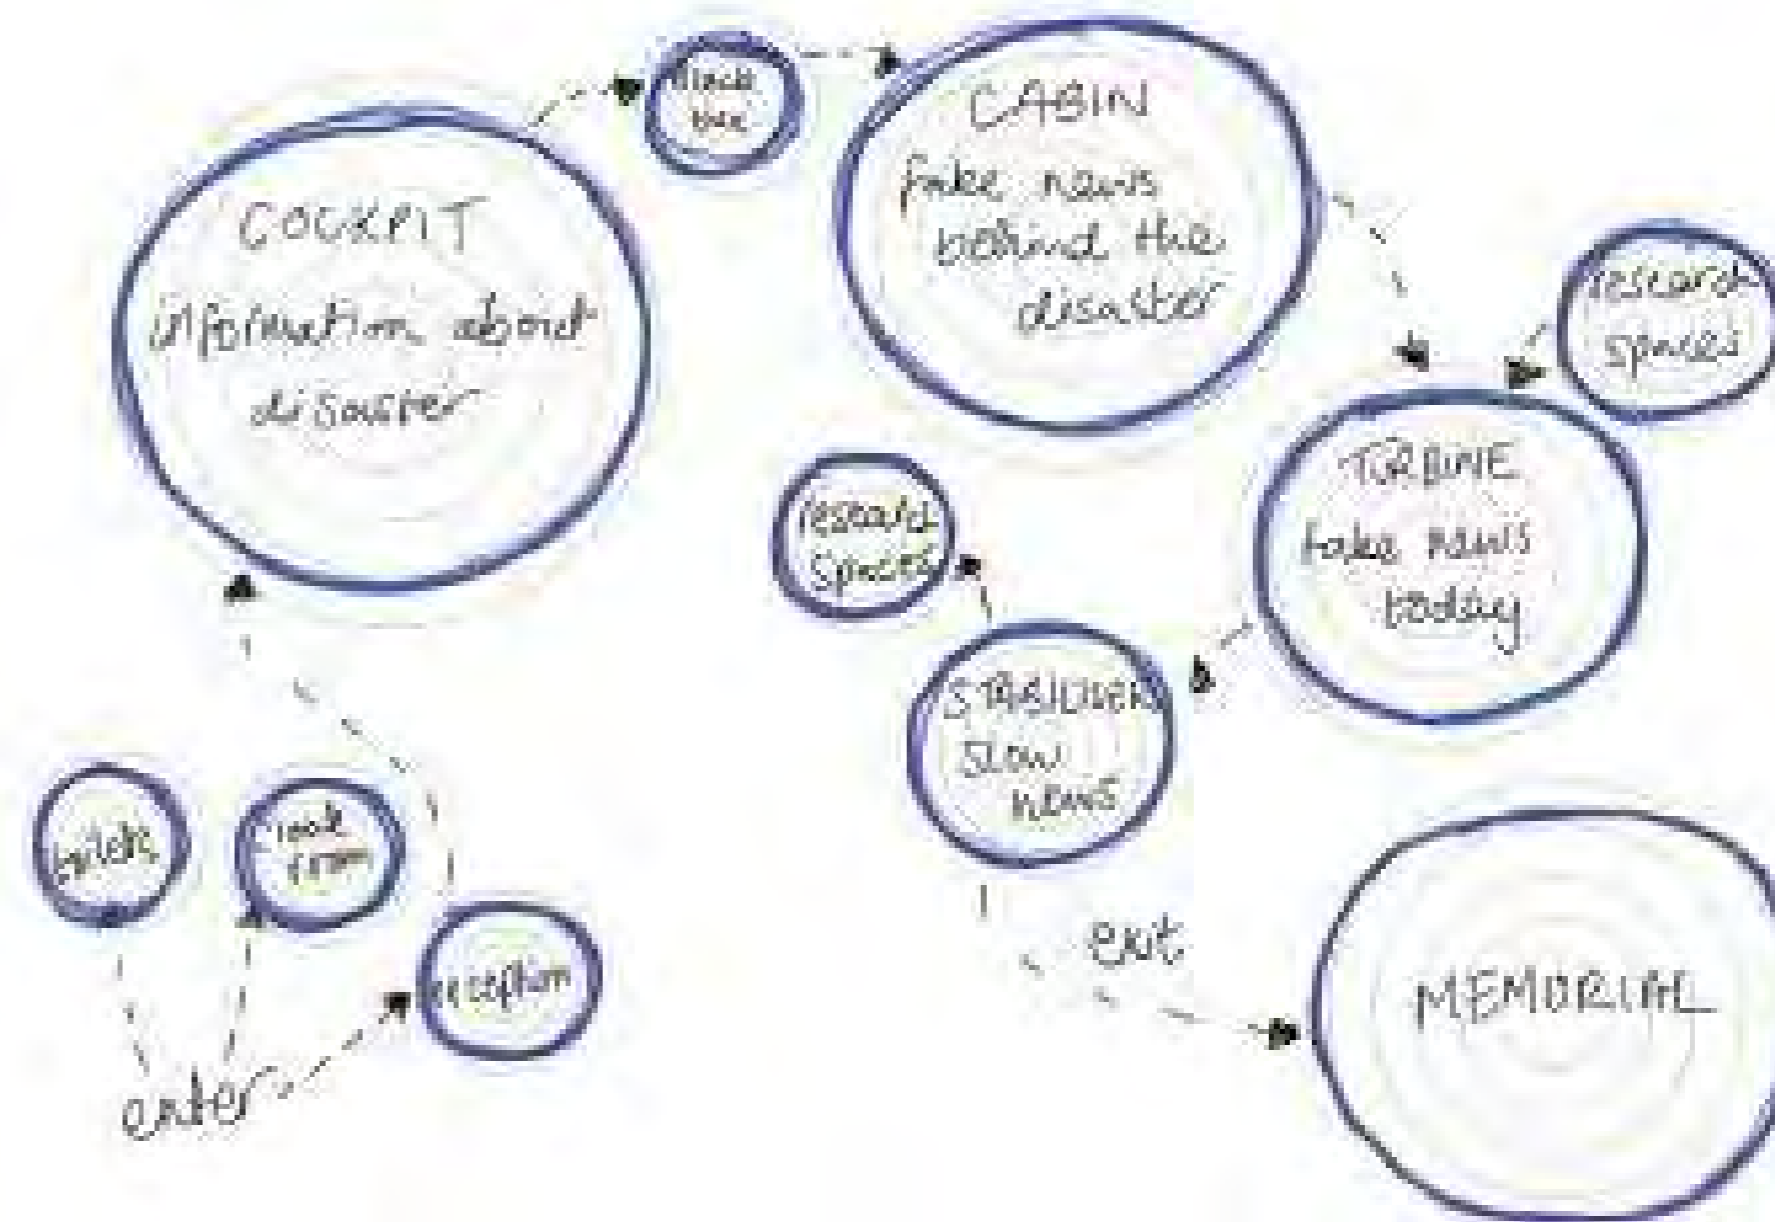 black
box
CABIN
fake news
behind the
disaster
COCKPIT
information about
disaster
research
spaces
TURBINE
fake news
today
research
spaces
STABILIZER
slow
news
toilets
cloak
room
reception
enter
exit
MEMORIAL